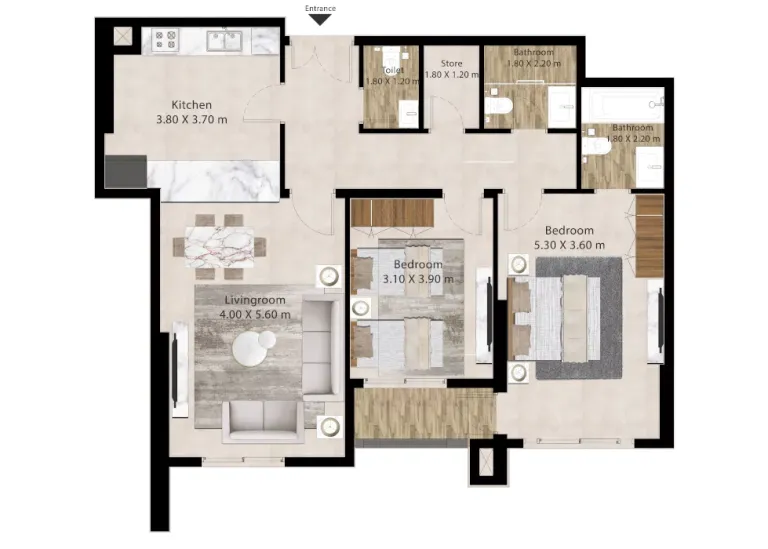 Entrance
Kitchen
3.80 X 3.70 m
Toilet
1.80 X 1.20 m
Store
1.80 X 1.20 m
Bathroom
1.80 X 2.20 m
Bathroom
1.80 X 2.20 m
Bedroom
5.30 X 3.60 m
Bedroom
3.10 X 3.90 m
Livingroom
4.00 X 5.60 m